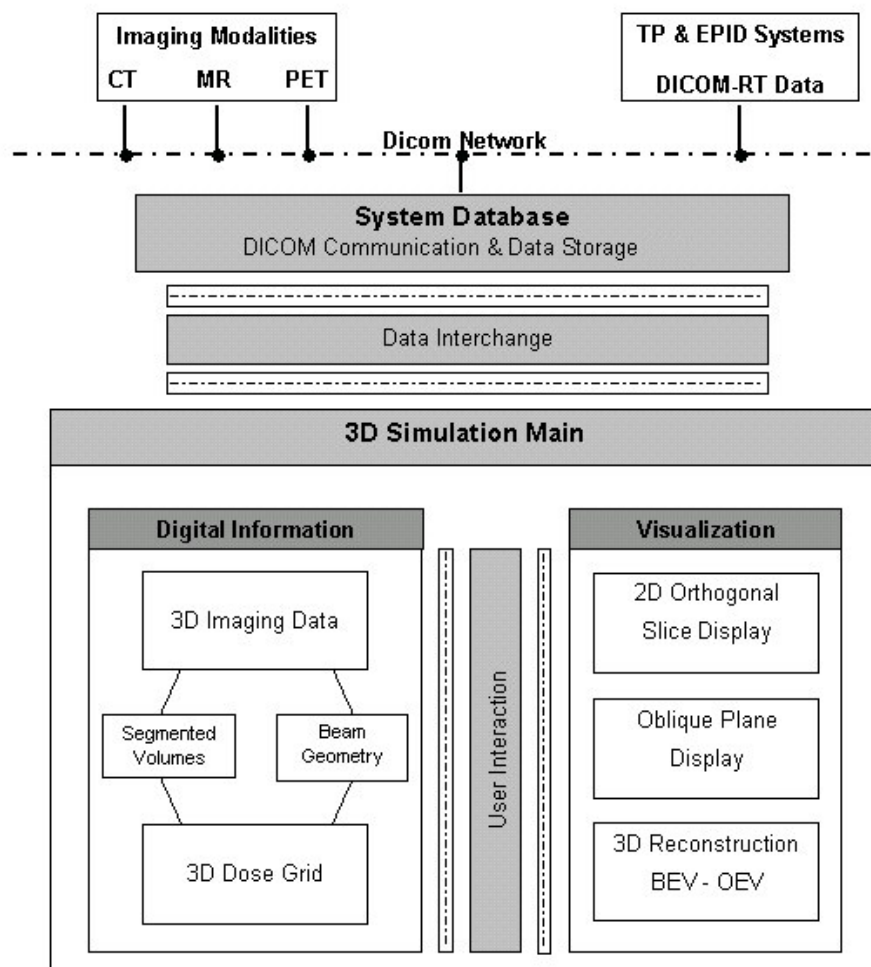 Imaging Modalities
CT MR PET
TP & EPID Systems
DICOM-RT Data
Dicom Network
System Database
DICOM Communication & Data Storage
Data Interchange
3D Simulation Main
Digital Information
3D Imaging Data
Segmented
Volumes
Beam
Geometry
3D Dose Grid
User Interaction
Visualization
2D Orthogonal
Slice Display
Oblique Plane
Display
3D Reconstruction
BEV - OEV